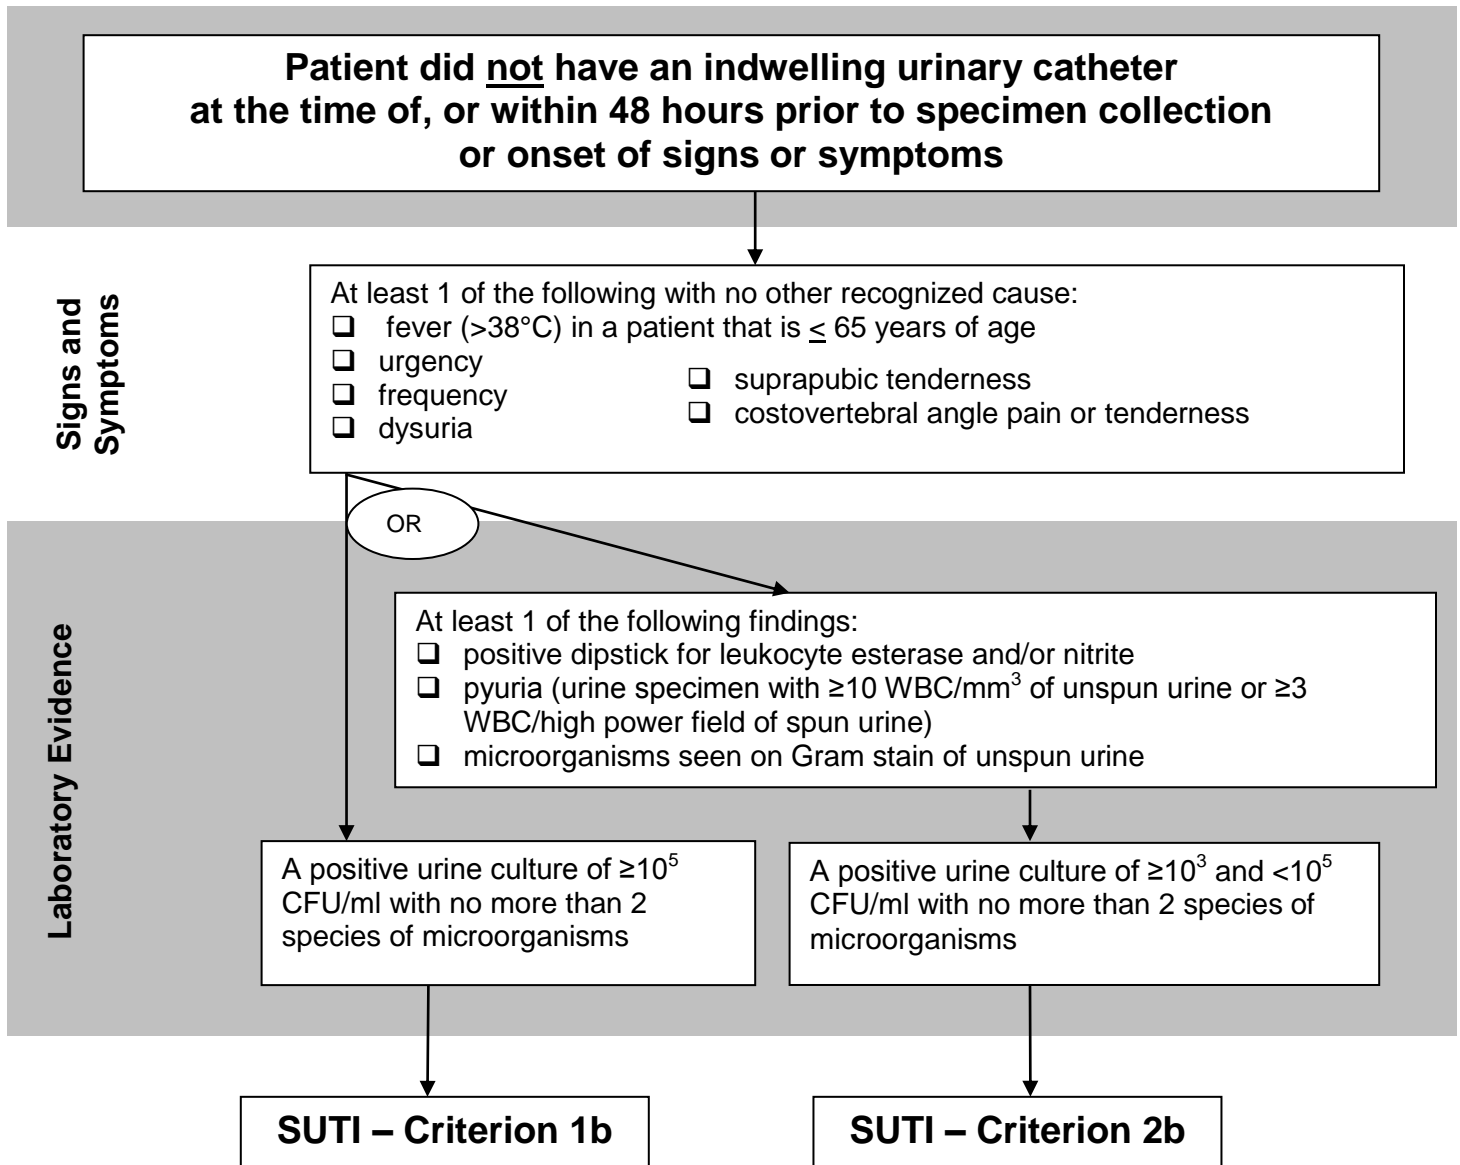 Patient did not have an indwelling urinary catheter
at the time of, or within 48 hours prior to specimen collection
or onset of signs or symptoms
Signs and
Symptoms
At least 1 of the following with no other recognized cause:
❑ fever (>38°C) in a patient that is ≤ 65 years of age
❑ urgency
❑ frequency
❑ dysuria
❑ suprapubic tenderness
❑ costovertebral angle pain or tenderness
OR
Laboratory Evidence
At least 1 of the following findings:
❑ positive dipstick for leukocyte esterase and/or nitrite
❑ pyuria (urine specimen with ≥10 WBC/mm³ of unspun urine or ≥3
WBC/high power field of spun urine)
❑ microorganisms seen on Gram stain of unspun urine
A positive urine culture of ≥10⁵
CFU/ml with no more than 2
species of microorganisms
A positive urine culture of ≥10³ and <10⁵
CFU/ml with no more than 2 species of
microorganisms
SUTI – Criterion 1b
SUTI – Criterion 2b